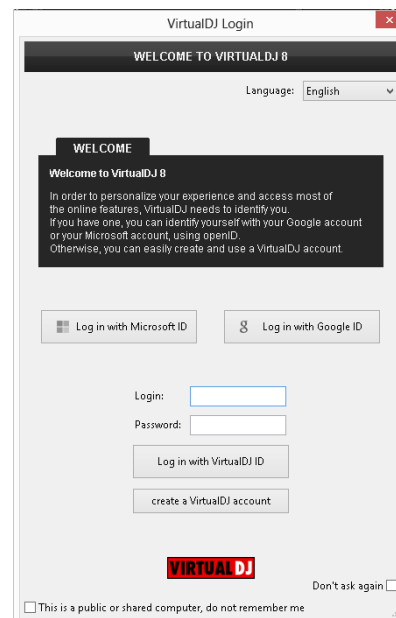 VirtualDJ Login
WELCOME TO VIRTUALDJ 8
Language: English
WELCOME
Welcome to VirtualDJ 8
In order to personalize your experience and access most of
the online features, VirtualDJ needs to identify you.
If you have one, you can identify yourself with your Google account
or your Microsoft account, using openID.
Otherwise, you can easily create and use a VirtualDJ account.
Log in with Microsoft ID
8 Log in with Google ID
Login:
Password:
Log in with VirtualDJ ID
create a VirtualDJ account
VIRTUAL DJ
Don't ask again
This is a public or shared computer, do not remember me